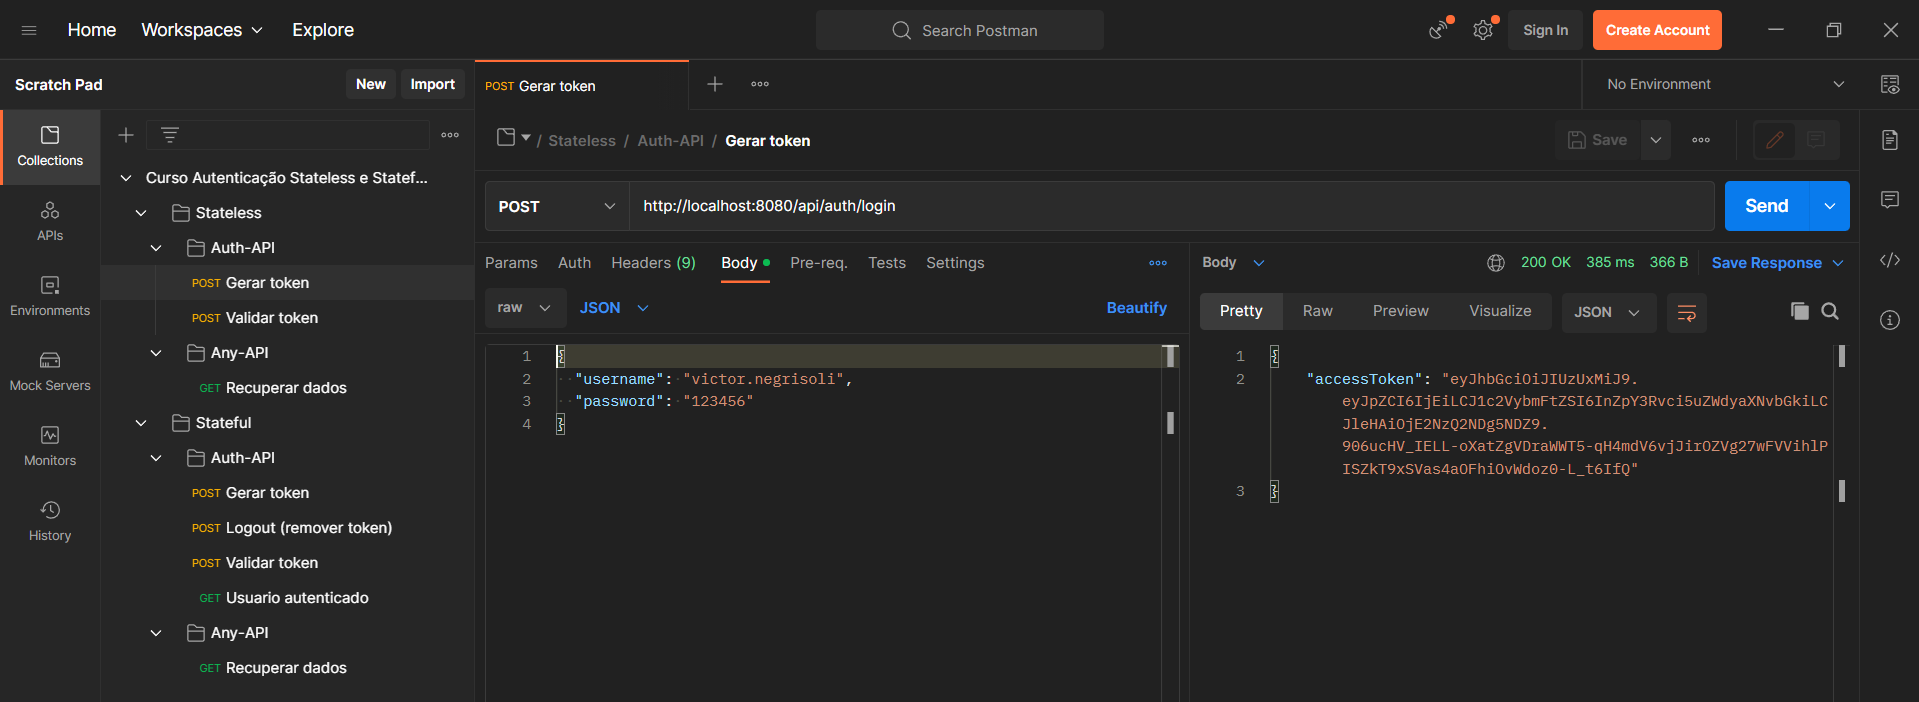 Home
Workspaces
Explore
Search Postman
Sign In
Create Account
Scratch Pad
New
Import
POST Gerar token
No Environment
Collections
APIs
Environments
Mock Servers
Monitors
History
Curso Autenticação Stateless e Statef...
Stateless
Auth-API
POST Gerar token
POST Validar token
Any-API
GET Recuperar dados
Stateful
Auth-API
POST Gerar token
POST Logout (remover token)
POST Validar token
GET Usuario autenticado
Any-API
GET Recuperar dados
/ Stateless / Auth-API / Gerar token
Save
POST
http://localhost:8080/api/auth/login
Send
Params Auth Headers (9) Body Pre-req. Tests Settings
raw JSON Beautify
1 {
2 "username": "victor.negrisoli",
3 "password": "123456"
4 }
Body 200 OK 385 ms 366 B Save Response
Pretty Raw Preview Visualize JSON
1 {
2 "accessToken": "eyJhbGciOiJIUzUxMiJ9.
eyJpZCI6IjEiLCJ1c2VybmFtZSI6InZpY3Rvci5uZWdyaXNvbGkiLC
JleHAiOjE2NzQ2NDg5NDZ9.
906ucHV_IELL-oXatZgVDraWWT5-qH4mdV6vjJirOZVg27wFVVihlP
ISZkT9xSVas4aOFhiOvWdoz0-L_t6IfQ"
3 }